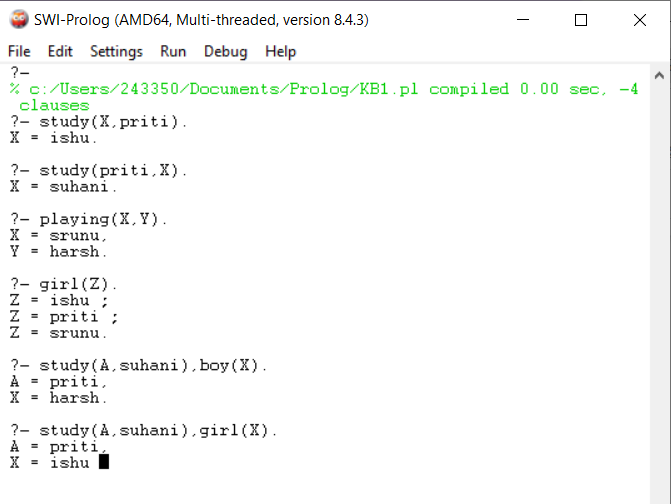 SWI-Prolog (AMD64, Multi-threaded, version 8.4.3)
File Edit Settings Run Debug Help
?-
% c:/Users/243350/Documents/Prolog/KB1.pl compiled 0.00 sec, -4
clauses
?- study(X,priti).
X = ishu.
?- study(priti,X).
X = suhani.
?- playing(X,Y).
X = srunu,
Y = harsh.
?- girl(Z).
Z = ishu ;
Z = priti ;
Z = srunu.
?- study(A,suhani),boy(X).
A = priti,
X = harsh.
?- study(A,suhani),girl(X).
A = priti,
X = ishu